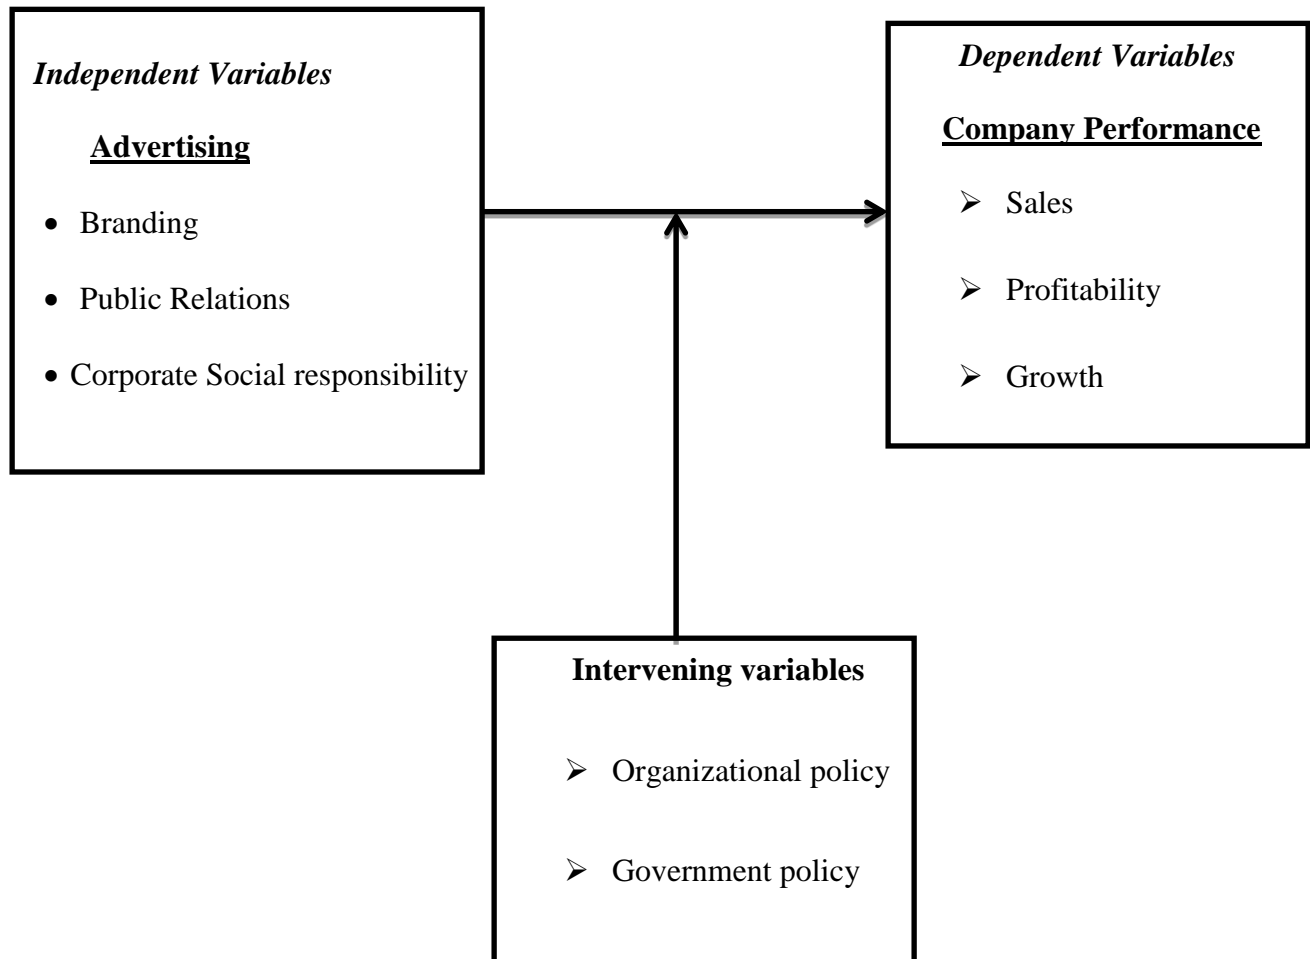 Independent Variables
Advertising
• Branding
• Public Relations
• Corporate Social responsibility
Dependent Variables
Company Performance
➢ Sales
➢ Profitability
➢ Growth
Intervening variables
➢ Organizational policy
➢ Government policy